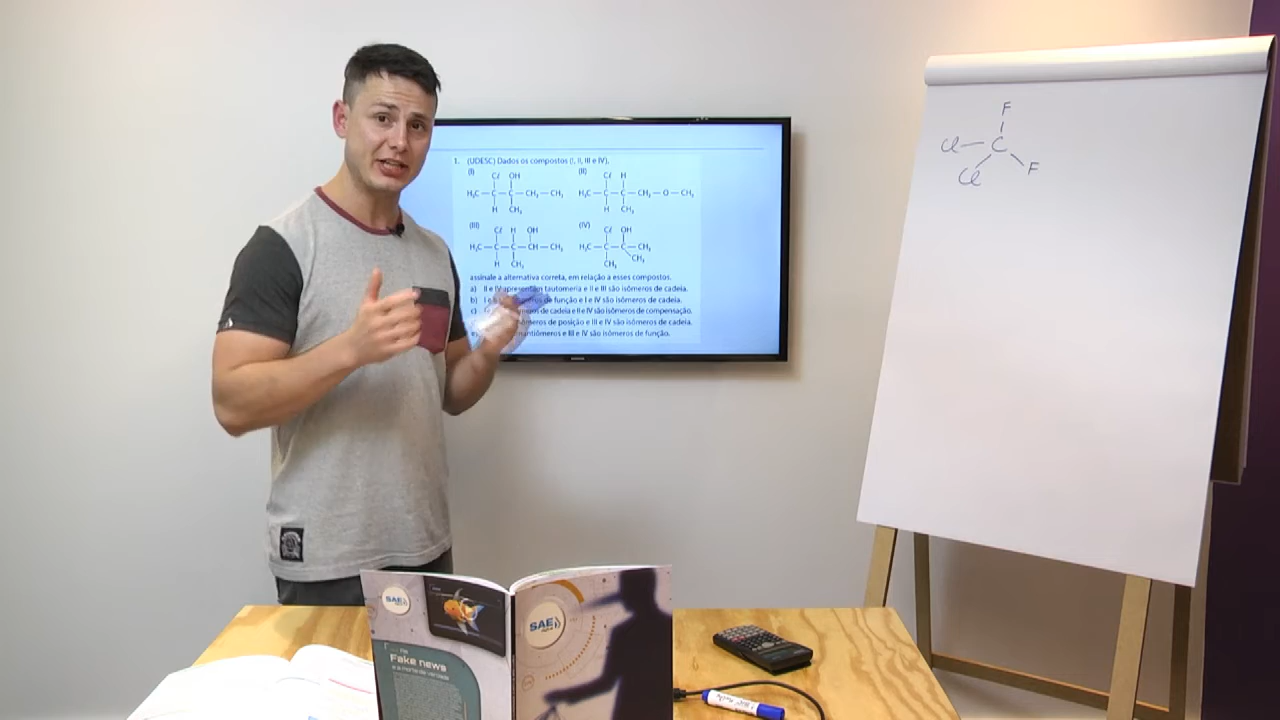 1. (UDESC) Dados os compostos (I, II, III e IV),
(I) (II)
Cℓ OH Cℓ H
H₃C — C — C — CH₂ — CH₃ H₃C — C — C — CH₂ — O — CH₃
H CH₃ H CH₃
(III) (IV)
Cℓ H OH Cℓ OH
H₃C — C — C — CH — CH₃ H₃C — C — C — CH₃
H CH₃ CH₃ CH₃
assinale a alternativa correta, em relação a esses compostos.
a) II e IV apresentam tautomeria e II e III são isômeros de cadeia.
b) I e de função e I e IV são isômeros de cadeia.
c) de cadeia e II e IV são isômeros de compensação.
isômeros de posição e III e IV são isômeros de cadeia.
e) enantiômeros e III e IV são isômeros de função.
F
Cl — C
Cl F
SAE
Fake news
e a morte da verdade
SAE